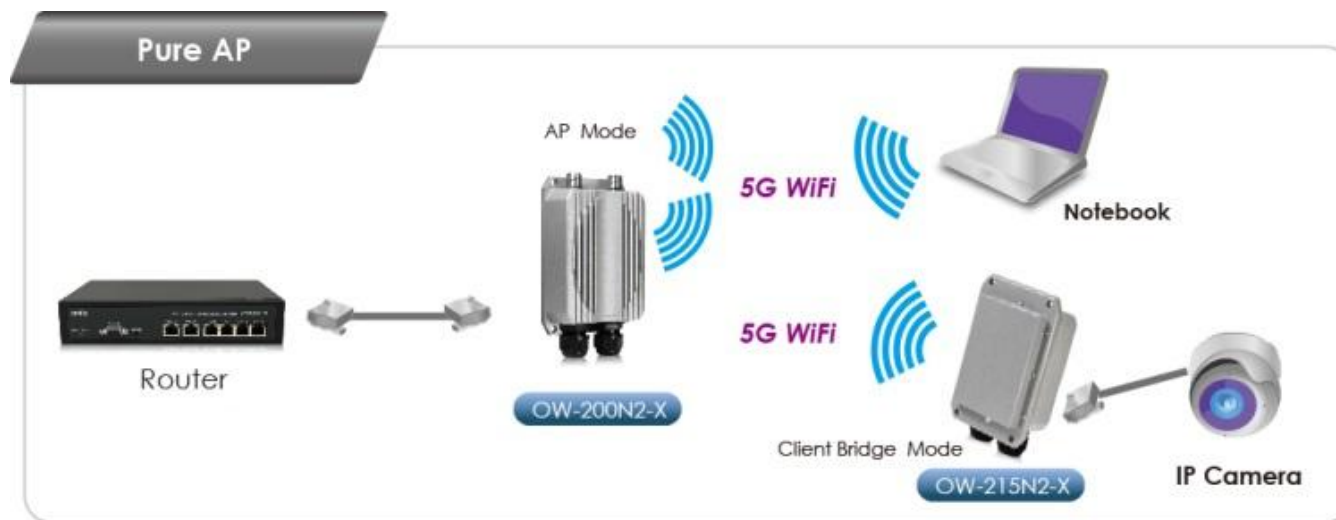 Pure AP
AP Mode
5G WiFi
Notebook
5G WiFi
Router
OW-200N2-X
Client Bridge Mode
OW-215N2-X
IP Camera